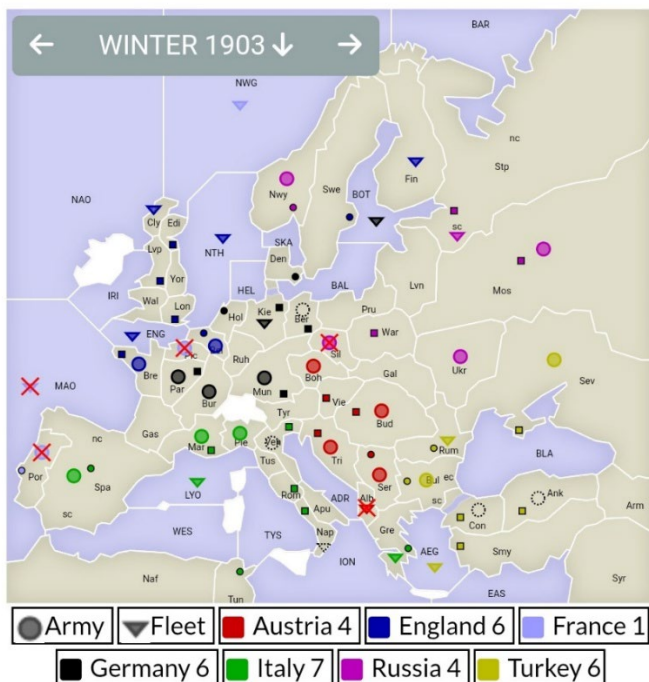 ← WINTER 1903 ↓ →
BAR
NWG
nc
Stp
NAO
Nwy
Swe
BOT
Fin
Cly Edi
sc
NTH
SKA
Lvp
Den
Mos
Yor
HEL
BAL
Lvn
IRI
Wal
Lon
Hol
Kie
Ber
Pru
ENG
War
Pic
Ruh
Sil
Bre
Boh
Ukr
MAO
Par
Gal
Sev
Bur
Mun
Vie
nc
Tyr
Bud
Gas
Rum
Mar
Pie
Ven
BLA
Por
Tus
Tri
Spa
Ser
Bul ec
Ank
LYO
Rom
ADR
Alb
sc
Con
Arm
sc
Apu
WES
Nap
Gre
TYS
AEG
Smy
ION
Naf
Syr
Tun
EAS
Army Fleet Austria 4 England 6 France 1
Germany 6 Italy 7 Russia 4 Turkey 6